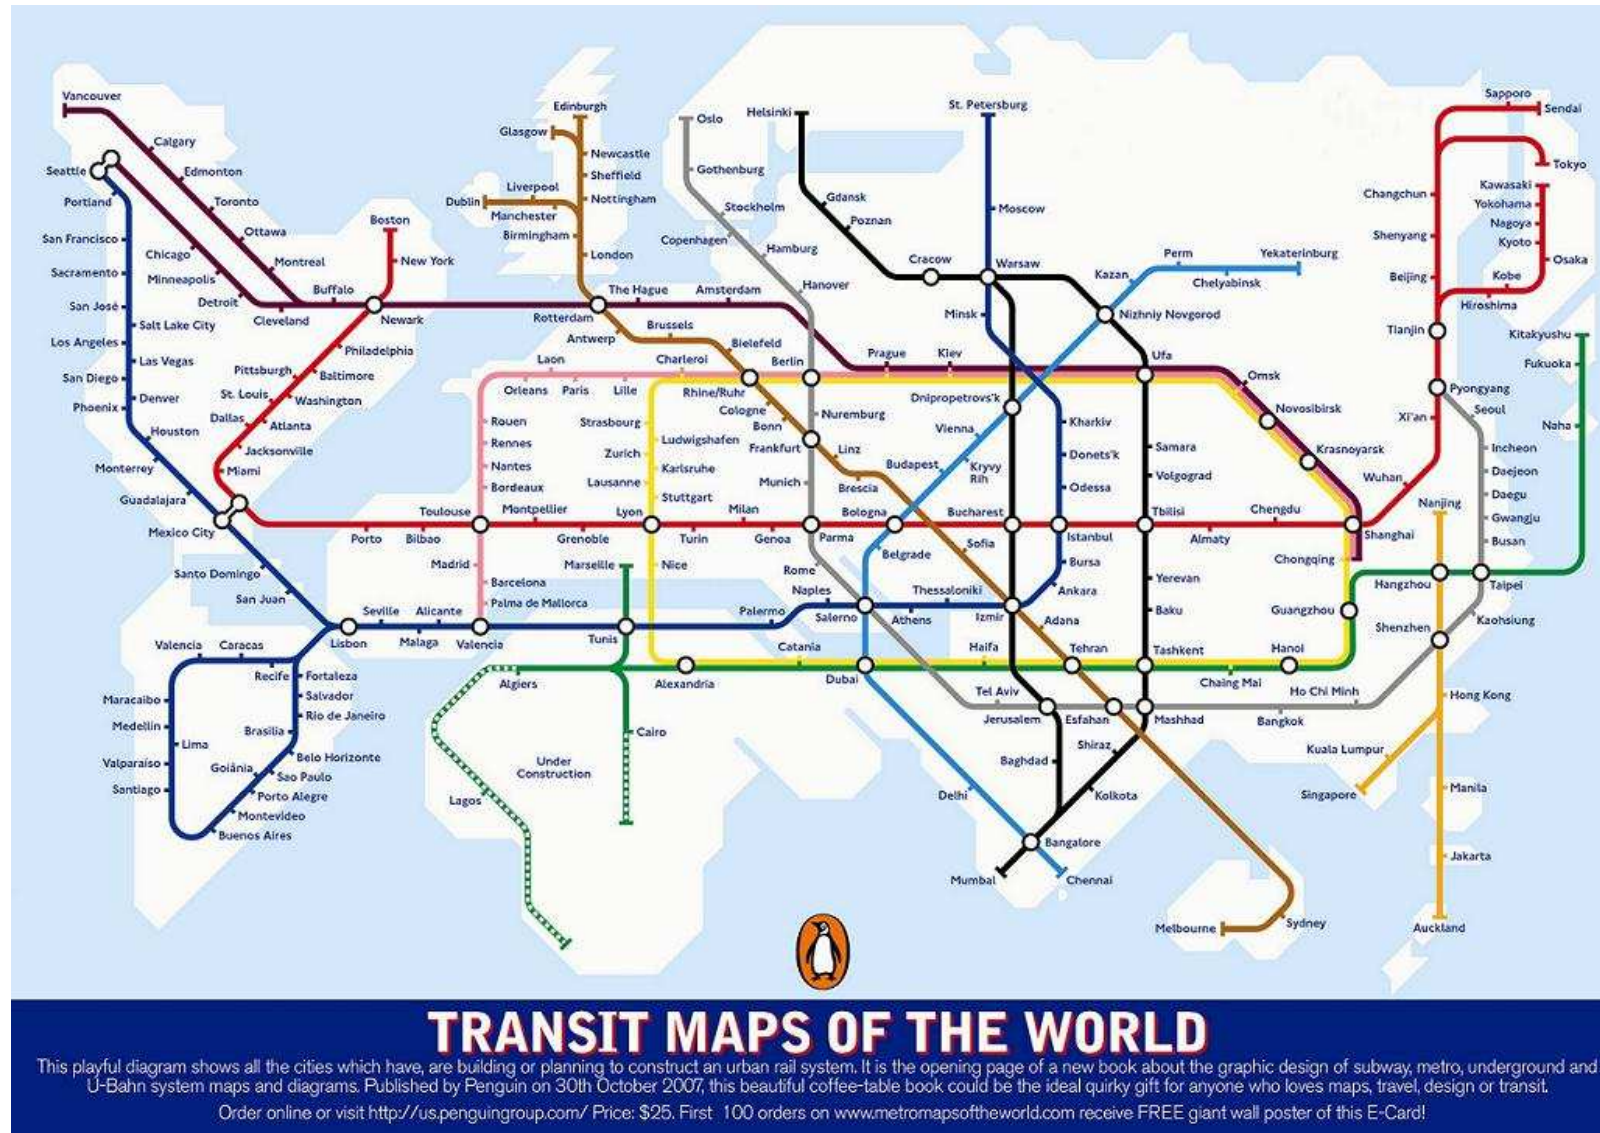 Vancouver
Calgary
Edmonton
Toronto
Ottawa
Montreal
Seattle
Portland
San Francisco
Sacramento
San José
Salt Lake City
Los Angeles
Las Vegas
San Diego
Denver
Phoenix
Houston
Monterrey
Guadalajara
Mexico City
Santo Domingo
San Juan
Chicago
Minneapolis
Detroit
Cleveland
Buffalo
Boston
New York
Newark
Philadelphia
Pittsburgh
Baltimore
St. Louis
Washington
Dallas
Atlanta
Jacksonville
Miami
Valencia
Caracas
Recife
Fortaleza
Maracaibo
Salvador
Rio de Janeiro
Medellin
Brasilia
Lima
Belo Horizonte
Valparaiso
Goiânia
Sao Paulo
Santiago
Porto Alegre
Montevideo
Buenos Aires
Edinburgh
Glasgow
Newcastle
Sheffield
Liverpool
Dublin
Nottingham
Manchester
Birmingham
London
Rotterdam
The Hague
Amsterdam
Antwerp
Brussels
Bielefeld
Charleroi
Berlin
Laon
Orleans
Paris
Lille
Rhine/Ruhr
Cologne
Bonn
Frankfurt
Nuremburg
Linz
Munich
Brescia
Rouen
Rennes
Nantes
Bordeaux
Strasbourg
Ludwigshafen
Zurich
Karlsruhe
Lausanne
Stuttgart
Toulouse
Montpellier
Lyon
Milan
Bologna
Porto
Bilbao
Grenoble
Turin
Genoa
Parma
Madrid
Barcelona
Palma de Mallorca
Marseille
Nice
Rome
Belgrade
Sofia
Naples
Lisbon
Seville
Malaga
Alicante
Valencia
Tunis
Palermo
Salerno
Athens
Thessaloniki
Izmir
Algiers
Alexandria
Catania
Dubai
Haifa
Cairo
Under
Construction
Lagos
Oslo
Gothenburg
Stockholm
Copenhagen
Hamburg
Hanover
Helsinki
Gdansk
Poznan
Cracow
Warsaw
St. Petersburg
Moscow
Minsk
Perm
Yekaterinburg
Kazan
Chelyabinsk
Nizhniy Novgorod
Prague
Kiev
Ufa
Omsk
Novosibirsk
Krasnoyarsk
Dnipropetrovs'k
Vienna
Budapest
Kryvy
Rih
Kharkiv
Donets'k
Odessa
Samara
Volgograd
Bucharest
Istanbul
Tbilisi
Almaty
Chengdu
Shanghai
Bursa
Ankara
Yerevan
Baku
Adana
Tehran
Tashkent
Hanoi
Chaing Mai
Ho Chi Minh
Bangkok
Tel Aviv
Jerusalem
Esfahan
Mashhad
Shiraz
Baghdad
Kolkota
Delhi
Bangalore
Mumbai
Chennai
Melbourne
Sydney
Sapporo
Sendai
Tokyo
Kawasaki
Yokohama
Nagoya
Kyoto
Osaka
Kobe
Hiroshima
Changchun
Shenyang
Beijing
Tianjin
Pyongyang
Xi'an
Wuhan
Kitakyushu
Fukuoka
Naha
Seoul
Incheon
Daejeon
Daegu
Gwangju
Busan
Nanjing
Chongqing
Hangzhou
Taipei
Guangzhou
Kaohsiung
Shenzhen
Hong Kong
Kuala Lumpur
Singapore
Manila
Jakarta
Auckland
TRANSIT MAPS OF THE WORLD
This playful diagram shows all the cities which have, are building or planning to construct an urban rail system. It is the opening page of a new book about the graphic design of subway, metro, underground and
U-Bahn system maps and diagrams. Published by Penguin on 30th October 2007, this beautiful coffee-table book could be the ideal quirky gift for anyone who loves maps, travel, design or transit.
Order online or visit http://us.penguingroup.com/ Price: $25. First 100 orders on www.metromapsoftheworld.com receive FREE giant wall poster of this E-Card!